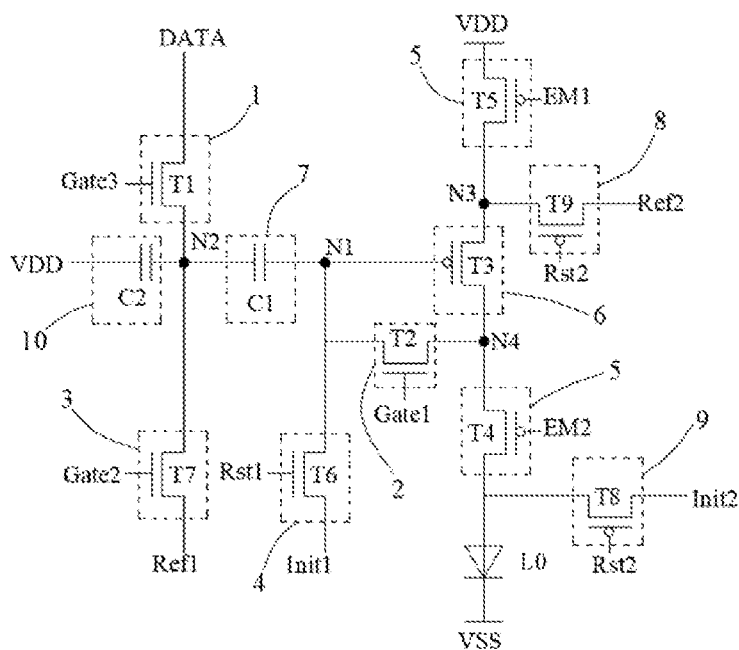 DATA
VDD
5
T5
EM1
1
Gate3
T1
7
8
N3
T9
Ref2
Rst2
VDD
C2
N2
C1
N1
T3
10
6
T2
N4
Gate1
5
3
T4
EM2
9
Gate2
T7
Rst1
T6
2
T8
Init2
Ref1
4
Init1
L0
Rst2
VSS